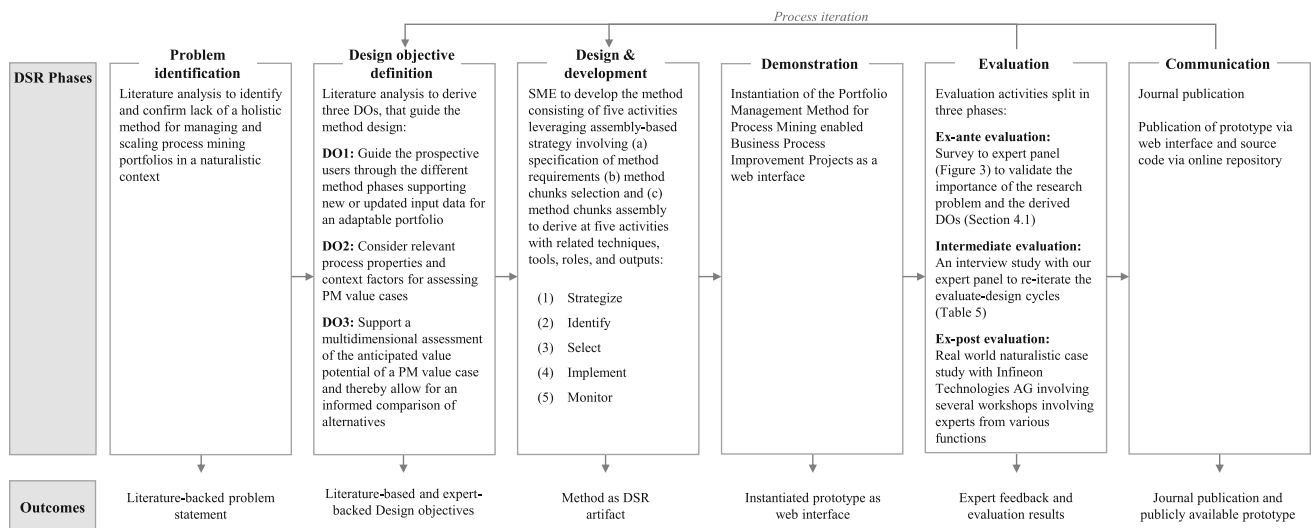 Process iteration
DSR Phases
Problem
identification
Literature analysis to identify
and confirm lack of a holistic
method for managing and
scaling process mining
portfolios in a naturalistic
context
Design objective
definition
Literature analysis to derive
three DOs, that guide the
method design:
DO1: Guide the prospective
users through the different
method phases supporting
new or updated input data for
an adaptable portfolio
DO2: Consider relevant
process properties and
context factors for assessing
PM value cases
DO3: Support a
multidimensional assessment
of the anticipated value
potential of a PM value case
and thereby allow for an
informed comparison of
alternatives
Design &
development
SME to develop the method
consisting of five activities
leveraging assembly-based
strategy involving (a)
specification of method
requirements (b) method
chunks selection and (c)
method chunks assembly
to derive at five activities
with related techniques,
tools, roles, and outputs:
(1) Strategize
(2) Identify
(3) Select
(4) Implement
(5) Monitor
Demonstration
Instantiation of the Portfolio
Management Method for
Process Mining enabled
Business Process
Improvement Projects as a
web interface
Evaluation
Evaluation activities split in
three phases:
Ex-ante evaluation:
Survey to expert panel
(Figure 3) to validate the
importance of the research
problem and the derived
DOs (Section 4.1)
Intermediate evaluation:
An interview study with our
expert panel to re-iterate the
evaluate-design cycles
(Table 5)
Ex-post evaluation:
Real world naturalistic case
study with Infineon
Technologies AG involving
several workshops involving
experts from various
functions
Communication
Journal publication
Publication of prototype via
web interface and source
code via online repository
Outcomes
Literature-backed problem
statement
Literature-based and expert-
backed Design objectives
Method as DSR
artifact
Instantiated prototype as
web interface
Expert feedback and
evaluation results
Journal publication and
publicly available prototype